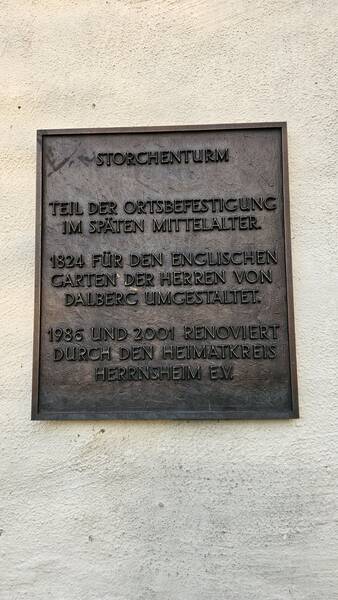 STORCHENTURM
TEIL DER ORTSBEFESTIGUNG
IM SPÄTEN MITTELALTER.
1824 FÜR DEN ENGLISCHEN
GARTEN DER HERREN VON
DALBERG UMGESTALTET.
1986 UND 2001 RENOVIERT
DURCH DEN HEIMATKREIS
HERRNSHEIM E.V.